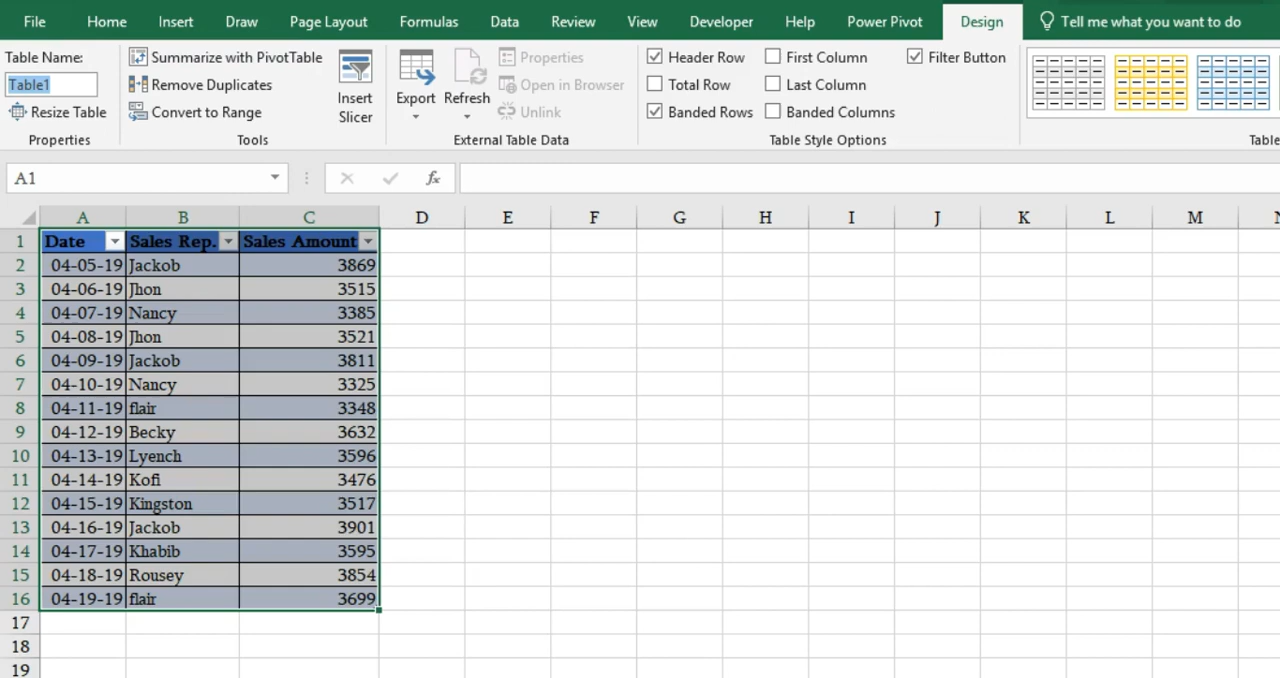 File Home Insert Draw Page Layout Formulas Data Review View Developer Help Power Pivot Design Tell me what you want to do
Table Name:
Table1
Resize Table
Properties
Summarize with PivotTable
Remove Duplicates
Convert to Range
Tools
Insert
Slicer
Export
Refresh
Properties
Open in Browser
Unlink
External Table Data
Header Row First Column Filter Button
Total Row Last Column
Banded Rows Banded Columns
Table Style Options
Table
A1 fx
A B C D E F G H I J K L M N
1 Date Sales Rep. Sales Amount
2 04-05-19 Jackob 3869
3 04-06-19 Jhon 3515
4 04-07-19 Nancy 3385
5 04-08-19 Jhon 3521
6 04-09-19 Jackob 3811
7 04-10-19 Nancy 3325
8 04-11-19 flair 3348
9 04-12-19 Becky 3632
10 04-13-19 Lyench 3596
11 04-14-19 Kofi 3476
12 04-15-19 Kingston 3517
13 04-16-19 Jackob 3901
14 04-17-19 Khabib 3595
15 04-18-19 Rousey 3854
16 04-19-19 flair 3699
17
18
19